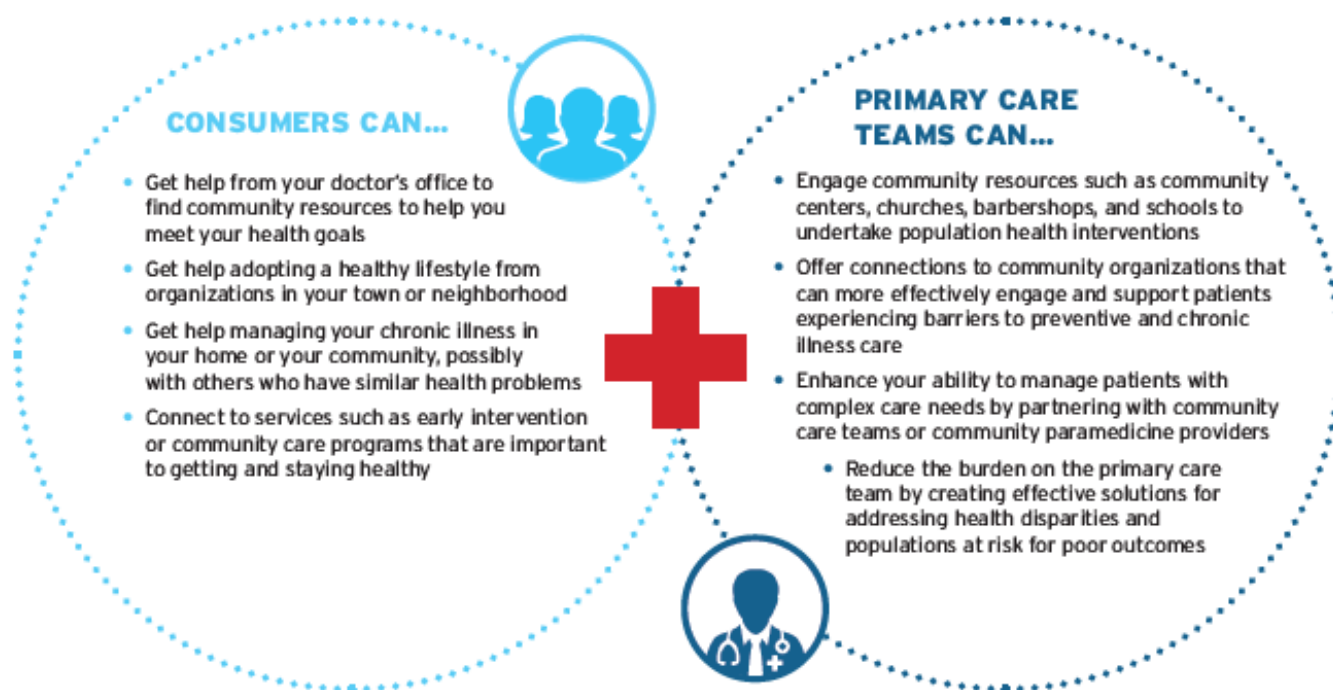 CONSUMERS CAN...
• Get help from your doctor's office to
find community resources to help you
meet your health goals
• Get help adopting a healthy lifestyle from
organizations in your town or neighborhood
• Get help managing your chronic illness in
your home or your community, possibly
with others who have similar health problems
• Connect to services such as early intervention
or community care programs that are important
to getting and staying healthy
PRIMARY CARE
TEAMS CAN...
• Engage community resources such as community
centers, churches, barbershops, and schools to
undertake population health interventions
• Offer connections to community organizations that
can more effectively engage and support patients
experiencing barriers to preventive and chronic
illness care
• Enhance your ability to manage patients with
complex care needs by partnering with community
care teams or community paramedicine providers
• Reduce the burden on the primary care
team by creating effective solutions for
addressing health disparities and
populations at risk for poor outcomes